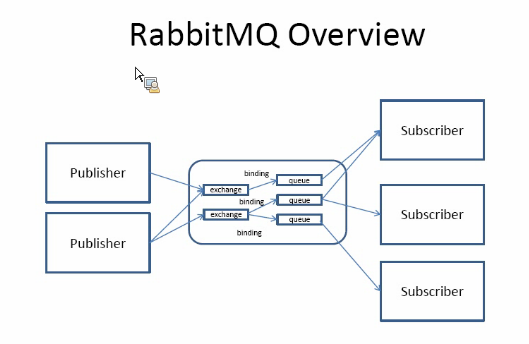 RabbitMQ Overview
Publisher
Publisher
exchange
exchange
binding
binding
binding
queue
queue
queue
Subscriber
Subscriber
Subscriber